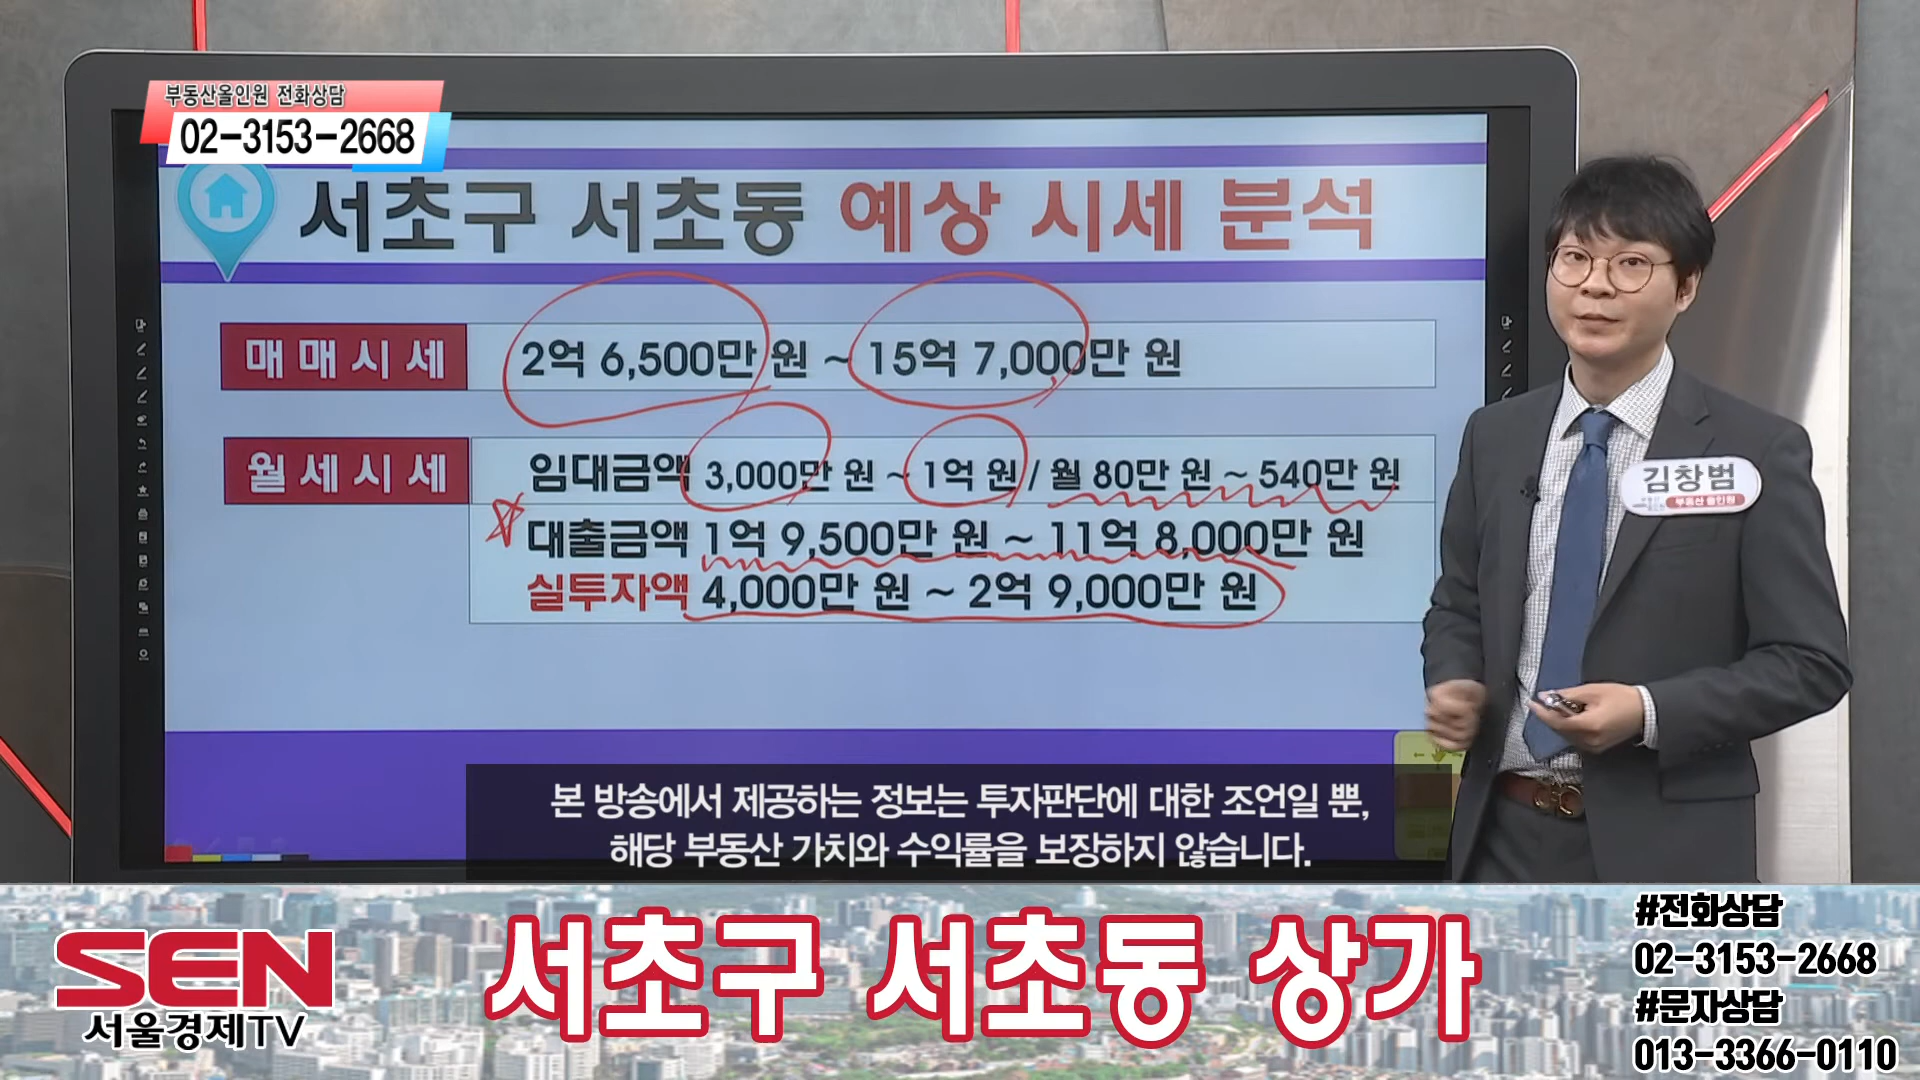 부동산올인원 전화상담
02-3153-2668
서초구 서초동 예상 시세 분석
매매시세
2억 6,500만 원 ~ 15억 7,000만 원
월세시세
임대금액 3,000만 원 ~ 1억 원 / 월 80만 원 ~ 540만 원
대출금액 1억 9,500만 원 ~ 11억 8,000만 원
실투자액 4,000만 원 ~ 2억 9,000만 원
김창범
부동산 올인원
본 방송에서 제공하는 정보는 투자판단에 대한 조언일 뿐,
해당 부동산 가치와 수익률을 보장하지 않습니다.
SEN
서울경제TV
서초구 서초동 상가
#전화상담
02-3153-2668
#문자상담
013-3366-0110